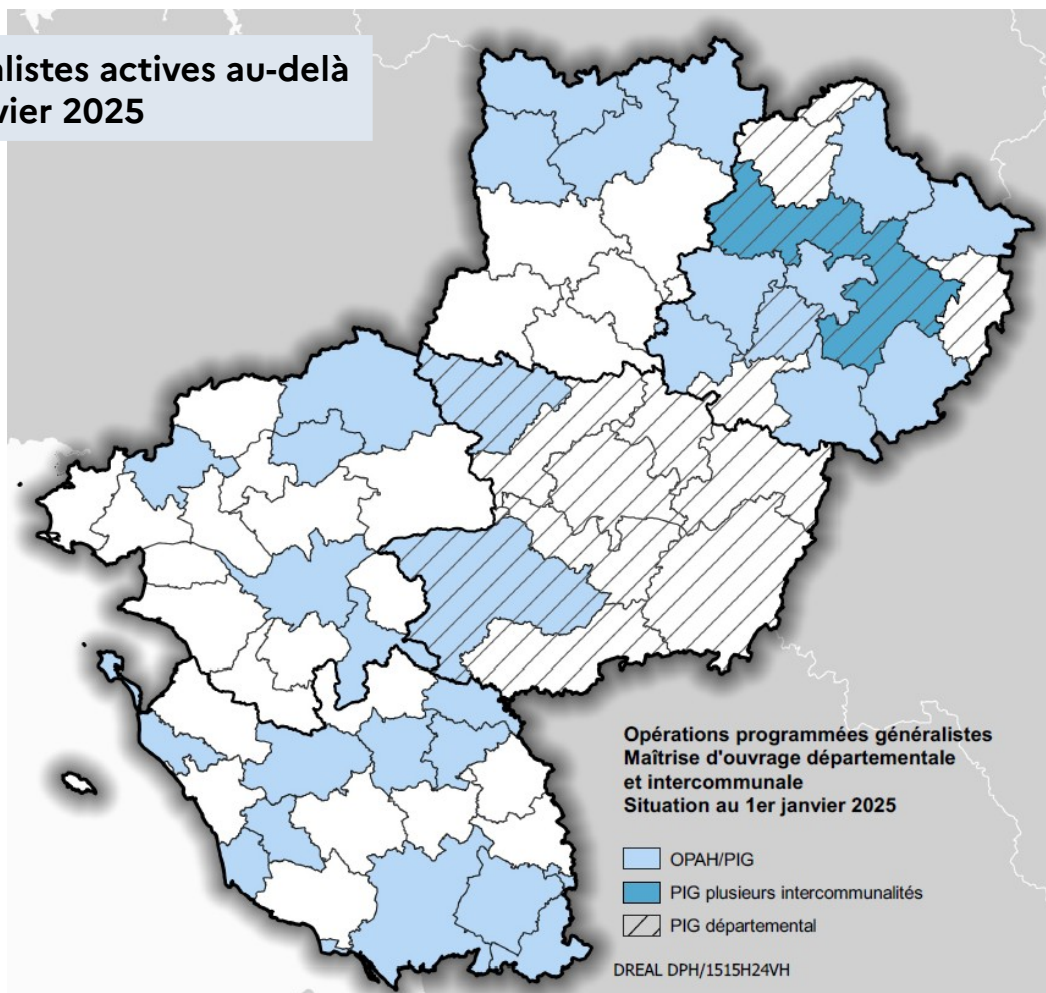 alistes actives au-delà
vier 2025
Opérations programmées généralistes
Maîtrise d'ouvrage départementale
et intercommunale
Situation au 1er janvier 2025
OPAH/PIG
PIG plusieurs intercommunalités
PIG départemental
DREAL DPH/1515H24VH